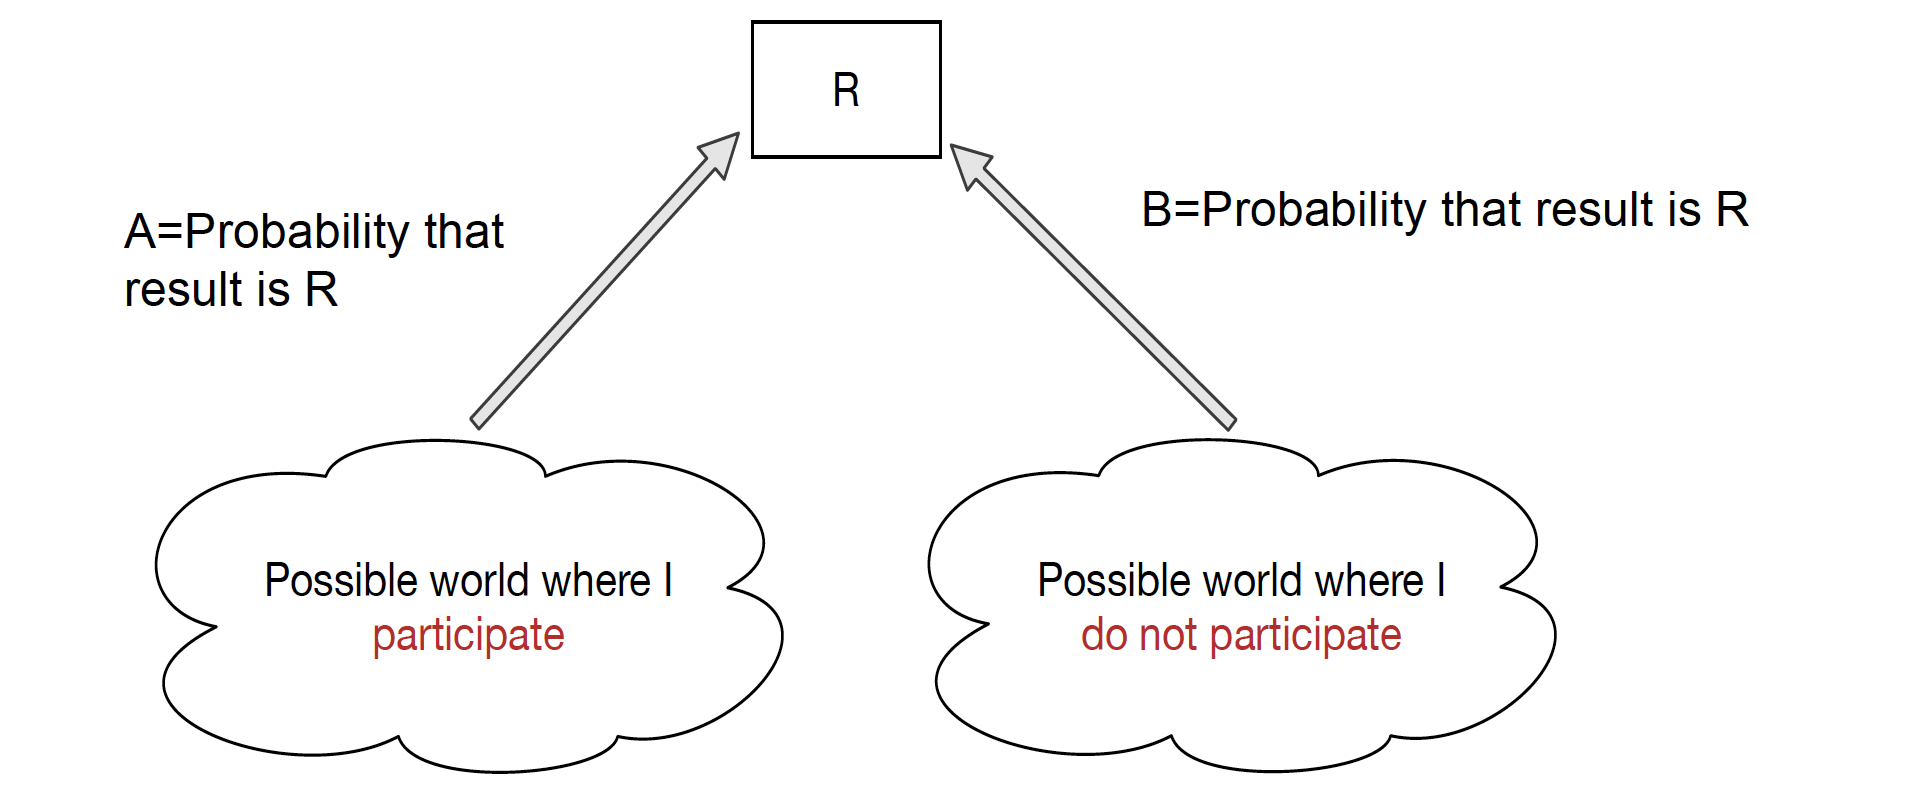 R
A=Probability that
result is R
B=Probability that result is R
Possible world where I
participate
Possible world where I
do not participate